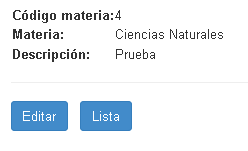 Código materia:4
Materia: Ciencias Naturales
Descripción: Prueba
Editar Lista